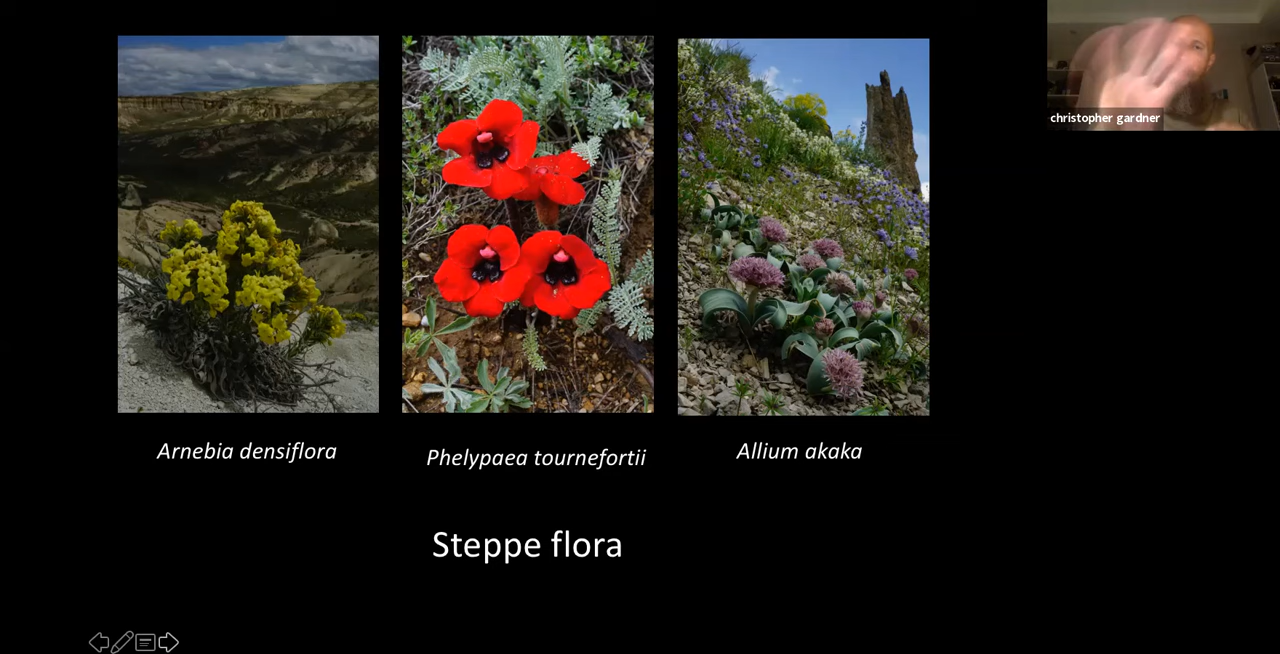 christopher gardner
Arnebia densiflora
Phelypaea tournefortii
Allium akaka
Steppe flora